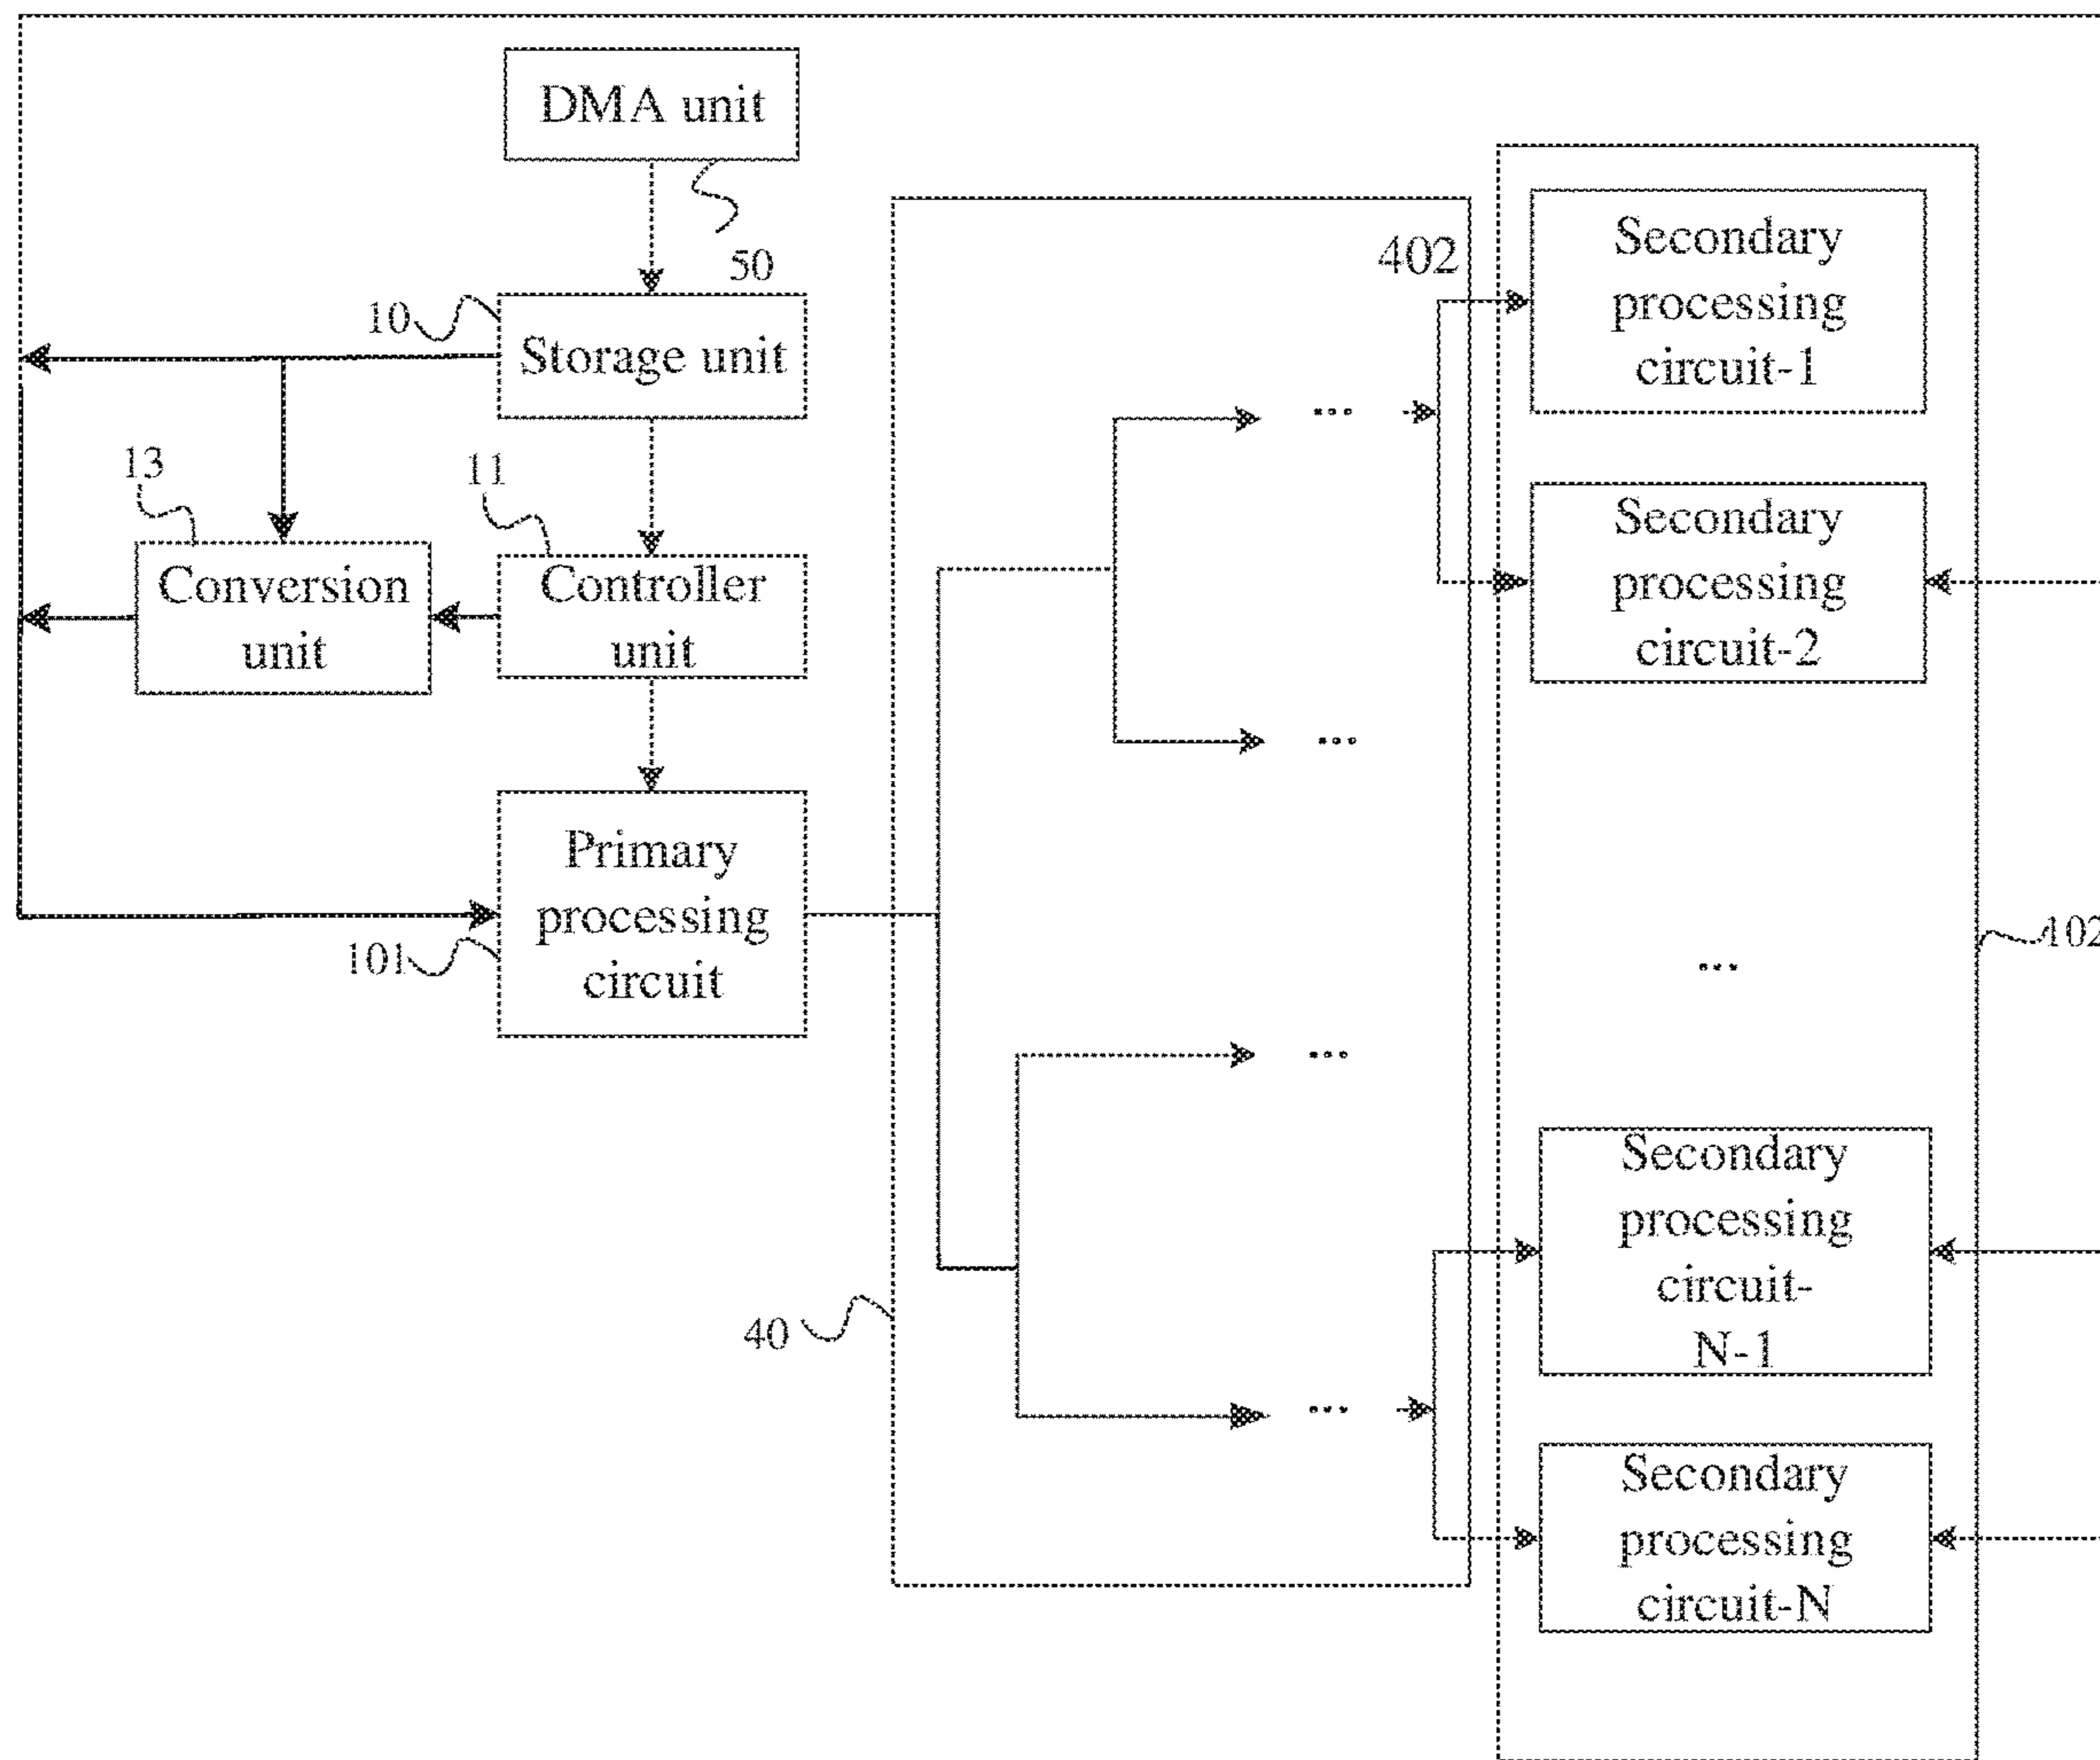 DMA unit
50
10
Storage unit
13
11
Conversion
unit
Controller
unit
Primary
processing
circuit
101
40
402
...
...
...
...
Secondary
processing
circuit-1
Secondary
processing
circuit-2
...
102
Secondary
processing
circuit-
N-1
Secondary
processing
circuit-N